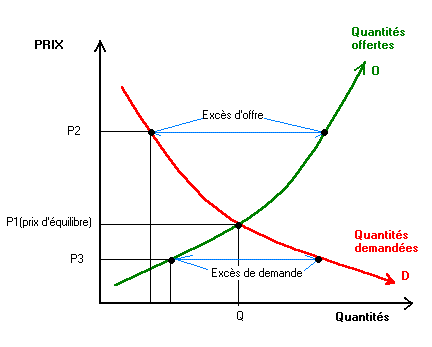 Quantités
offertes
PRIX
O
Excès d'offre
P2
P1(prix d'équilibre)
Quantités
demandées
P3
Excès de demande
D
Q
Quantités